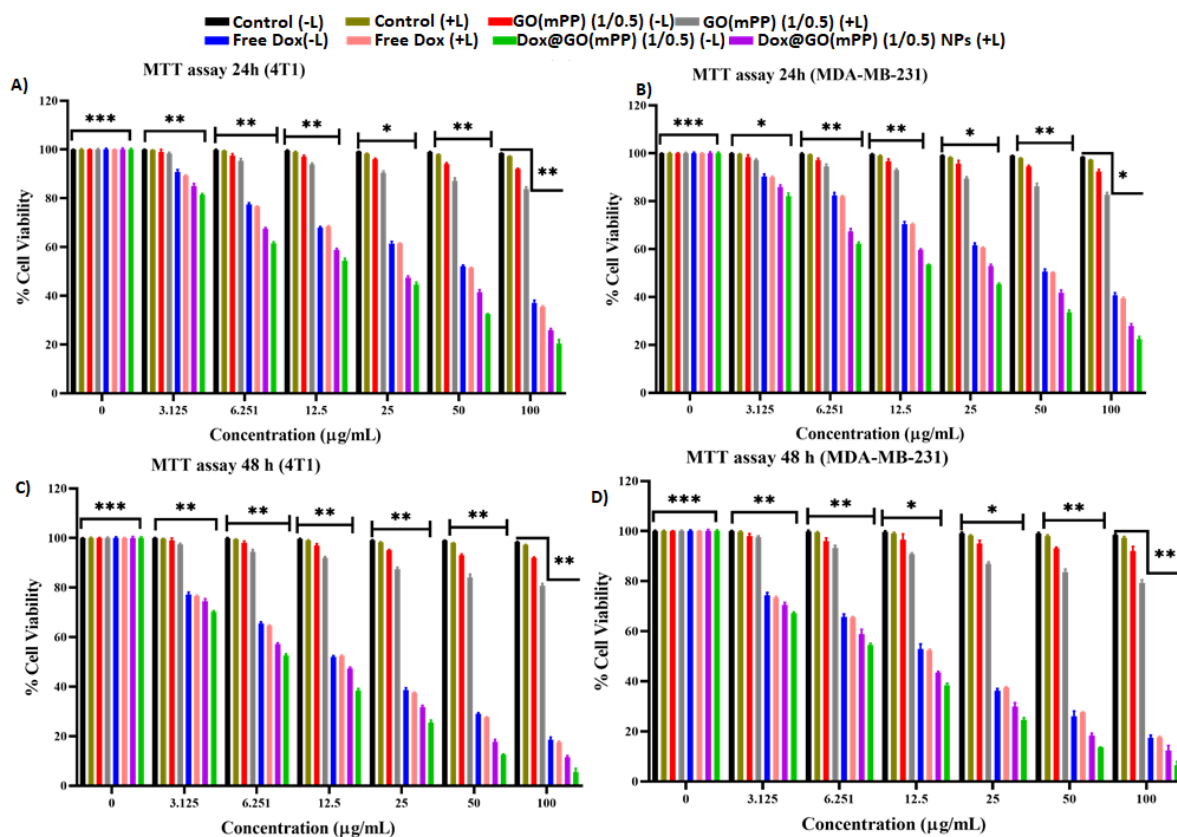 Control (-L) Control (+L) GO(mPP) (1/0.5) (-L) GO(mPP) (1/0.5) (+L)
Free Dox(-L) Free Dox (+L) Dox@GO(mPP) (1/0.5) (-L) Dox@GO(mPP) (1/0.5) NPs (+L)
A)
MTT assay 24h (4T1)
% Cell Viability
120
100
80
60
40
20
0
*** ** ** ** * ** **
0 3.125 6.251 12.5 25 50 100
Concentration (µg/mL)
B)
MTT assay 24h (MDA-MB-231)
% Cell Viability
120
100
80
60
40
20
0
*** * ** ** * ** *
0 3.125 6.251 12.5 25 50 100
Concentration (µg/mL)
C)
MTT assay 48 h (4T1)
% Cell Viability
120
100
80
60
40
20
0
*** ** ** ** ** ** **
0 3.125 6.251 12.5 25 50 100
Concentration (µg/mL)
D)
MTT assay 48 h (MDA-MB-231)
% Cell Viability
120
100
80
60
40
20
0
*** ** ** * * ** **
0 3.125 6.251 12.5 25 50 100
Concentration (µg/mL)